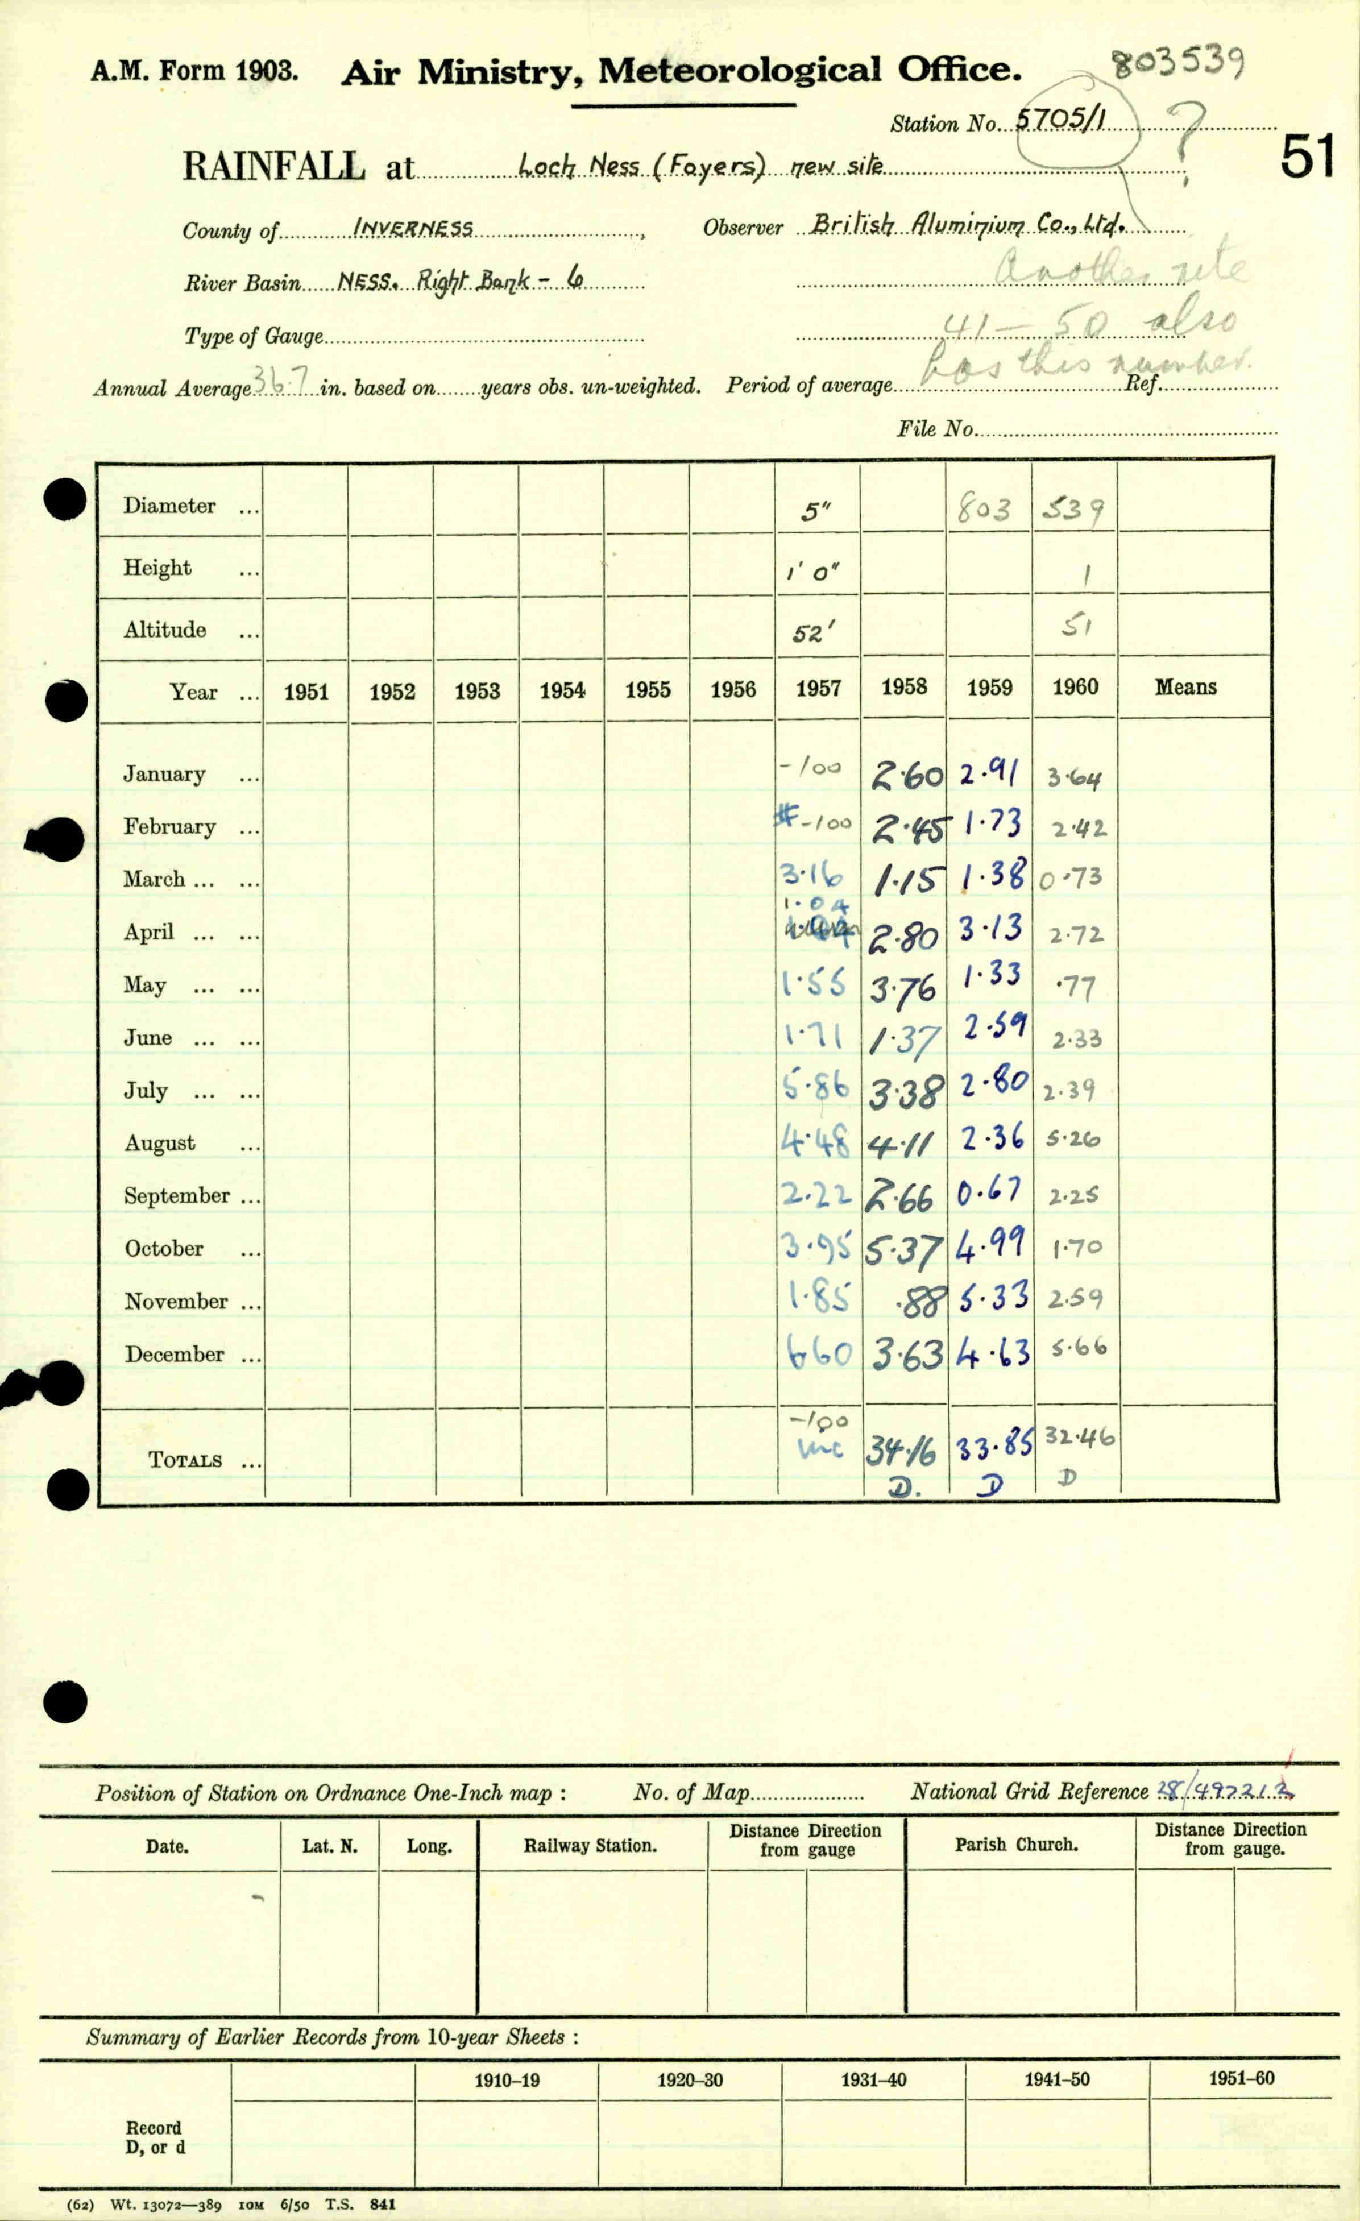 803539
A.M. Form 1903. Air Ministry, Meteorological Office.
Station No. 5705/1 ?
51
RAINFALL at Loch Ness (Foyers) new site
County of INVERNESS, Observer British Aluminium Co., Ltd.
Another site
River Basin NESS. Right Bank - 6
41-50 also
Type of Gauge
has this number.
Annual Average 36.7 in. based on years obs. un-weighted. Period of average Ref.
File No.
Diameter ... 5" 803 539
Height ... 1' 0" 1
Altitude ... 52' 51
Year ... 1951 1952 1953 1954 1955 1956 1957 1958 1959 1960 Means
January ... -100 2.60 2.91 3.64
February ... -100 2.45 1.73 2.42
March ... ... 3.16 1.15 1.38 0.73
1.04
April ... ... 2.80 3.13 2.72
May ... ... 1.55 3.76 1.33 .77
June ... ... 1.71 1.37 2.59 2.33
July ... ... 5.86 3.38 2.80 2.39
August ... 4.48 4.11 2.36 5.26
September ... 2.22 2.66 0.67 2.25
October ... 3.95 5.37 4.99 1.70
November ... 1.85 .88 5.33 2.59
December ... 6.60 3.63 4.63 5.66
-100
TOTALS ... inc 34.16 33.85 32.46
D. D D
Position of Station on Ordnance One-Inch map : No. of Map National Grid Reference 28/497212
Date. Lat. N. Long. Railway Station. Distance from Direction gauge Parish Church. Distance from Direction gauge.
Summary of Earlier Records from 10-year Sheets :
1910–19 1920–30 1931–40 1941–50 1951–60
Record
D, or d
(62) Wt. 13072—389 10M 6/50 T.S. 841